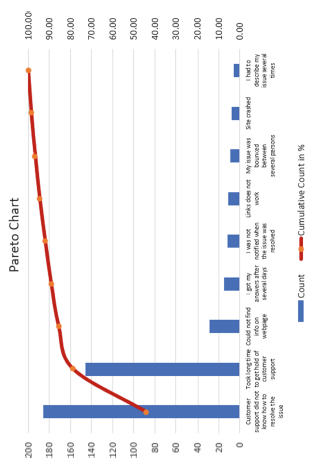 Pareto Chart
200
180
160
140
120
100
80
60
40
20
0
100.00
90.00
80.00
70.00
60.00
50.00
40.00
30.00
20.00
10.00
0.00
Customer
support did not
know how to
resolve the
issue
Took long time
to get hold of
customer
support
Could not find
info on
webpage
I got my
answers after
several days
I was not
notified when
the issue was
resolved
Links does not
work
My issue was
bounced
between
several persons
Site crashed
I had to
describe my
issue several
times
Count
Cumulative Count in %